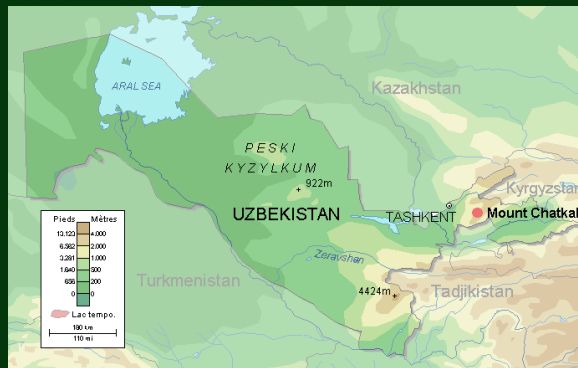 ARAL SEA
Kazakhstan
PESKI
KYZYLKUM
922m
UZBEKISTAN
TASHKENT
Kyrgyzstan
Mount Chatkal
Zeravshan
Turkmenistan
4424m
Tadjikistan
Pieds Mètres
13,123 4,000
6,562 2,000
3,281 1,000
1,640 500
656 200
0
Lac tempo.
180 km
110 mi